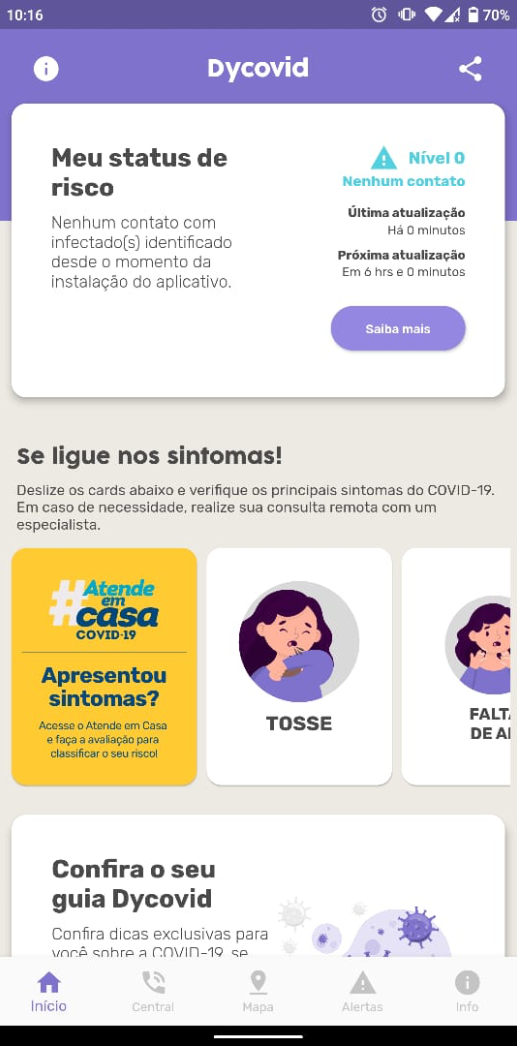 10:16
70%
Dycovid
Meu status de
risco
Nenhum contato com
infectado(s) identificado
desde o momento da
instalação do aplicativo.
Nível 0
Nenhum contato
Última atualização
Há 0 minutos
Próxima atualização
Em 6 hrs e 0 minutos
Saiba mais
Se ligue nos sintomas!
Deslize os cards abaixo e verifique os principais sintomas do COVID-19.
Em caso de necessidade, realize sua consulta remota com um
especialista.
#Atende
em
casa
COVID-19
Apresentou
sintomas?
Acesse o Atende em Casa
e faça a avaliação para
classificar o seu risco!
TOSSE
FALTA
DE A
Confira o seu
guia Dycovid
Confira dicas exclusivas para
você sobre a COVID-19, se
Início
Central
Mapa
Alertas
Info